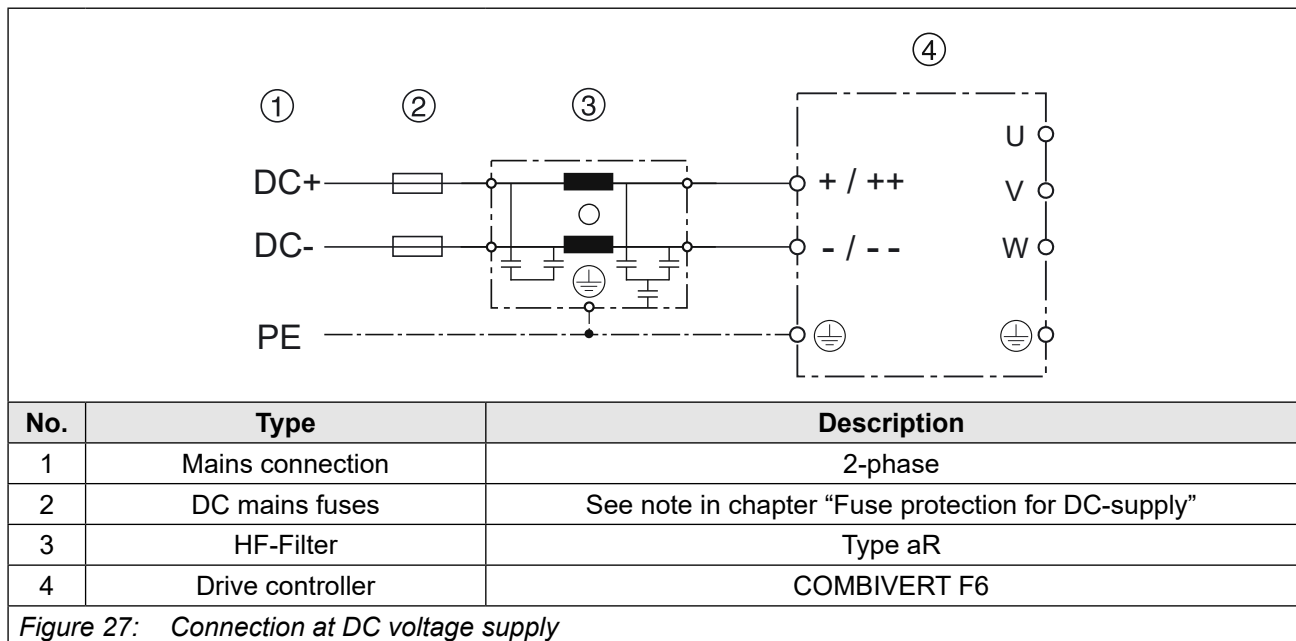 ④
① ② ③
U
DC+ + / ++ V
DC- - / - - W
PE
No. Type Description
1 Mains connection 2-phase
2 DC mains fuses See note in chapter “Fuse protection for DC-supply”
3 HF-Filter Type aR
4 Drive controller COMBIVERT F6
Figure 27: Connection at DC voltage supply